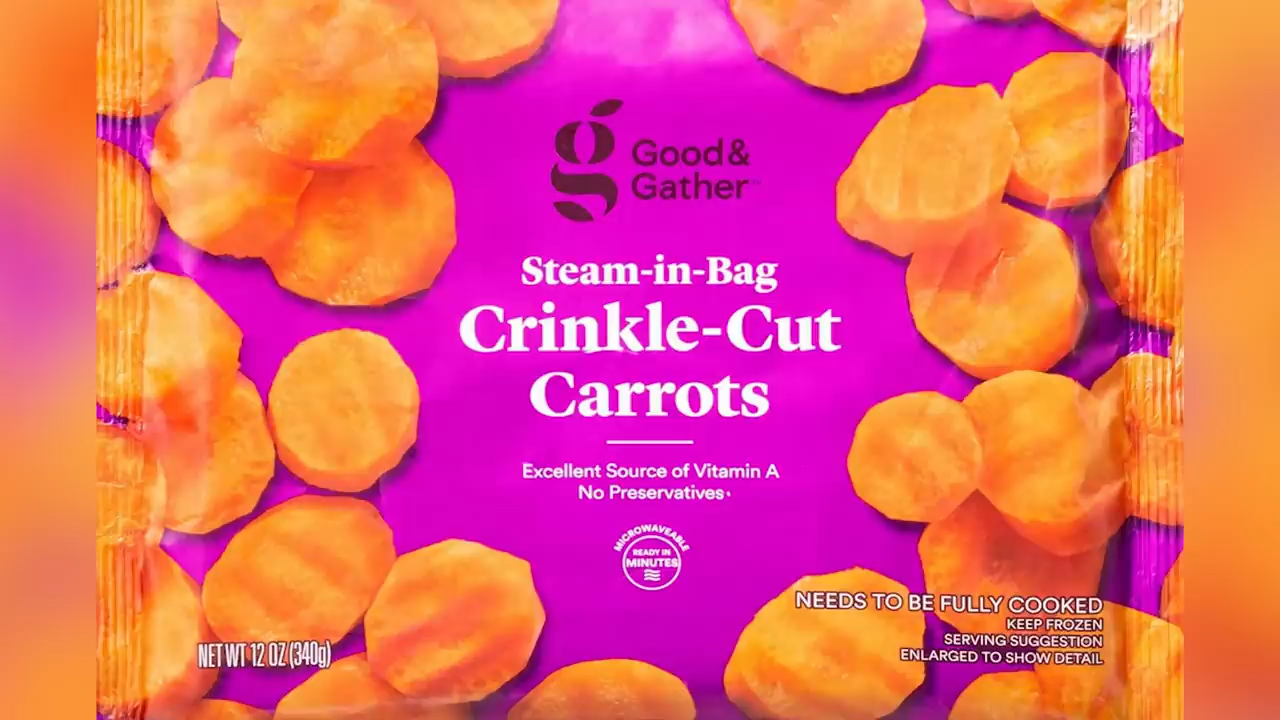 Good &
Gather™
Steam-in-Bag
Crinkle-Cut
Carrots
Excellent Source of Vitamin A
No Preservatives
MICROWAVEABLE
READY IN
MINUTES
NEEDS TO BE FULLY COOKED
KEEP FROZEN
SERVING SUGGESTION
ENLARGED TO SHOW DETAIL
NET WT 12 OZ (340g)